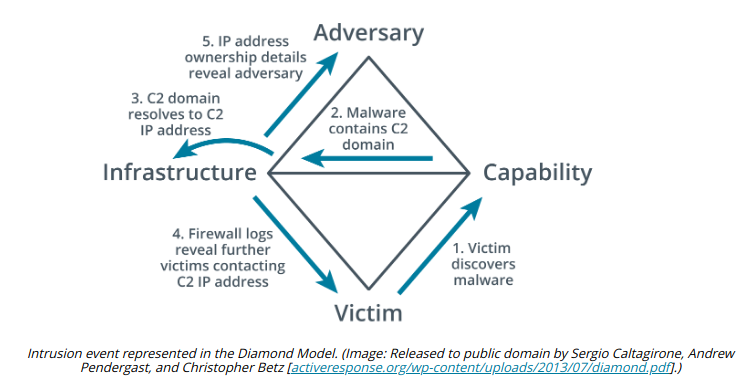 Adversary
5. IP address
ownership details
reveal adversary
3. C2 domain
resolves to C2
IP address
2. Malware
contains C2
domain
Infrastructure
Capability
4. Firewall logs
reveal further
victims contacting
C2 IP address
1. Victim
discovers
malware
Victim
Intrusion event represented in the Diamond Model. (Image: Released to public domain by Sergio Caltagirone, Andrew
Pendergast, and Christopher Betz [activeresponse.org/wp-content/uploads/2013/07/diamond.pdf].)